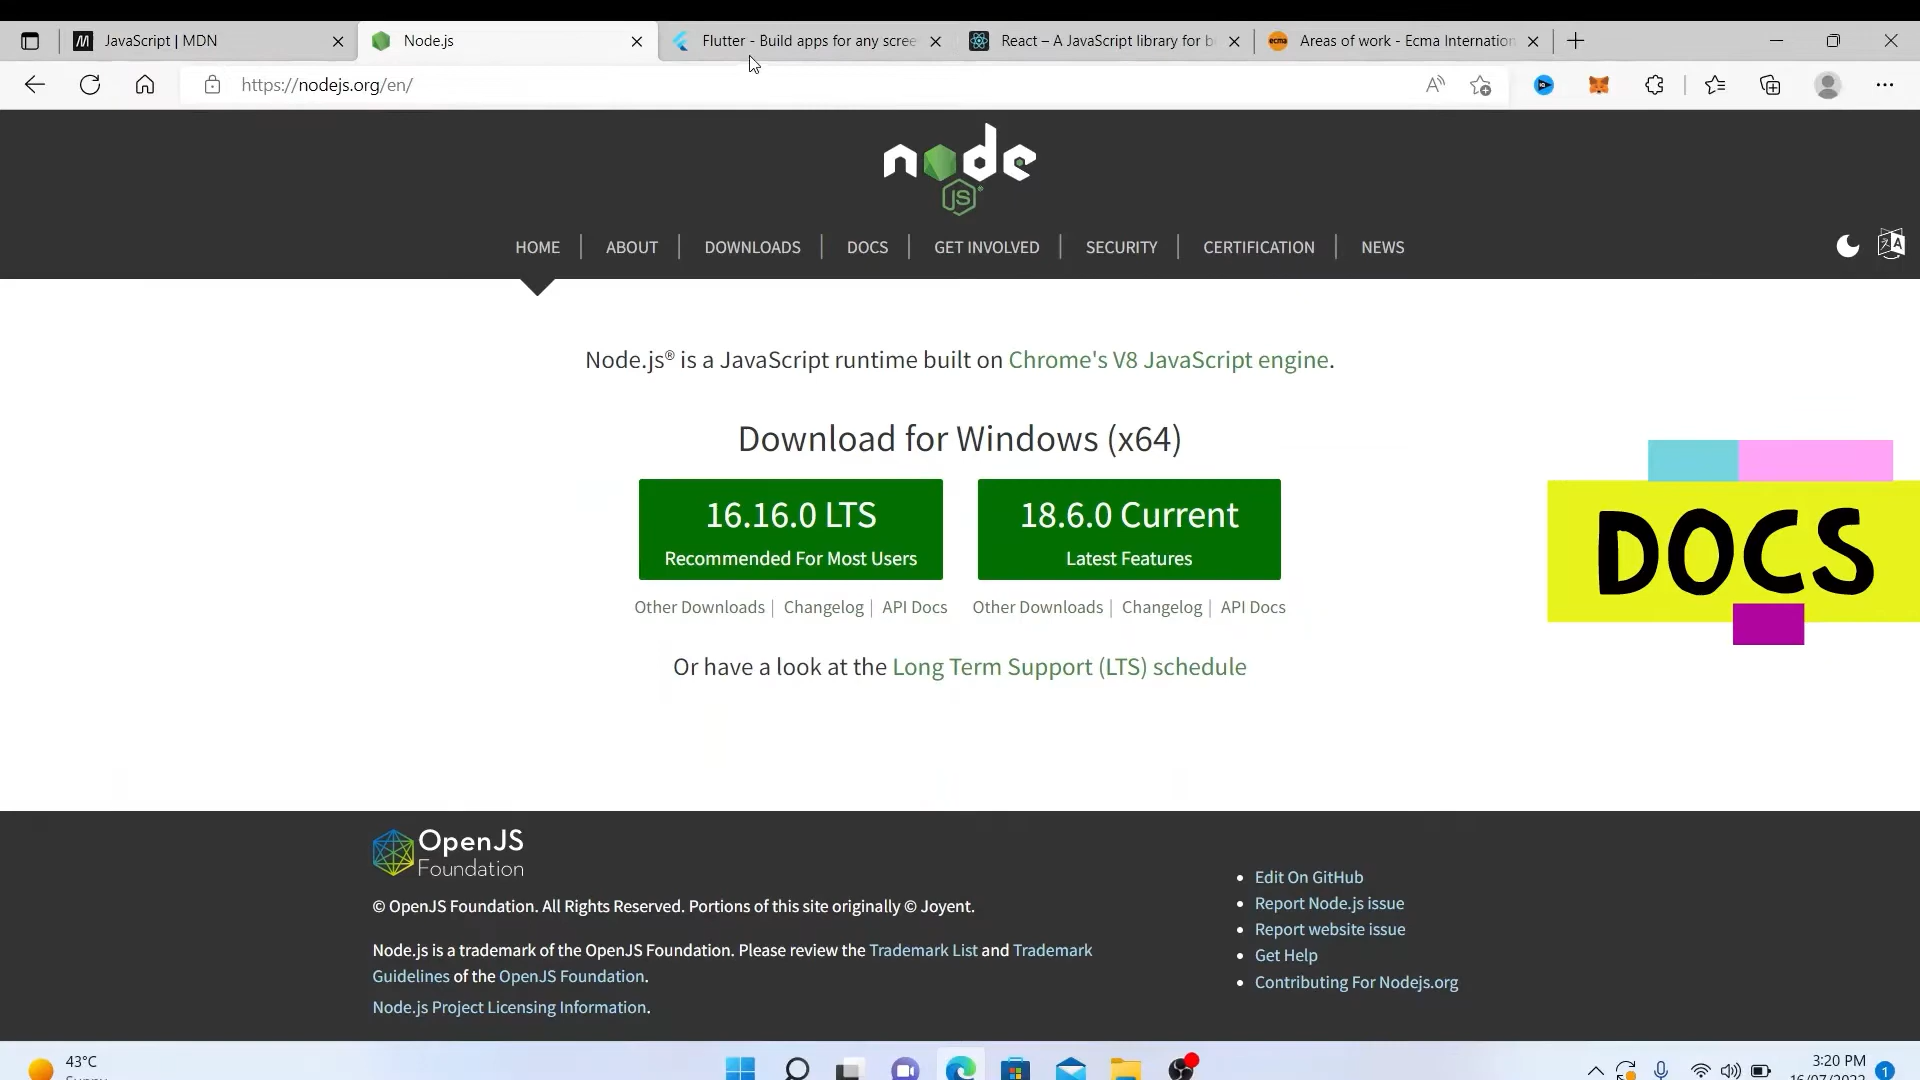 JavaScript | MDN
Node.js
Flutter - Build apps for any scree
React – A JavaScript library for b
Areas of work - Ecma Internation
https://nodejs.org/en/
node
JS
HOME
ABOUT
DOWNLOADS
DOCS
GET INVOLVED
SECURITY
CERTIFICATION
NEWS
Node.js® is a JavaScript runtime built on Chrome's V8 JavaScript engine.
Download for Windows (x64)
16.16.0 LTS
Recommended For Most Users
18.6.0 Current
Latest Features
Other Downloads | Changelog | API Docs
Other Downloads | Changelog | API Docs
Or have a look at the Long Term Support (LTS) schedule
DOCS
OpenJS
Foundation
© OpenJS Foundation. All Rights Reserved. Portions of this site originally © Joyent.
Node.js is a trademark of the OpenJS Foundation. Please review the Trademark List and Trademark
Guidelines of the OpenJS Foundation.
Node.js Project Licensing Information.
Edit On GitHub
Report Node.js issue
Report website issue
Get Help
Contributing For Nodejs.org
43°C
Sunny
3:20 PM
1